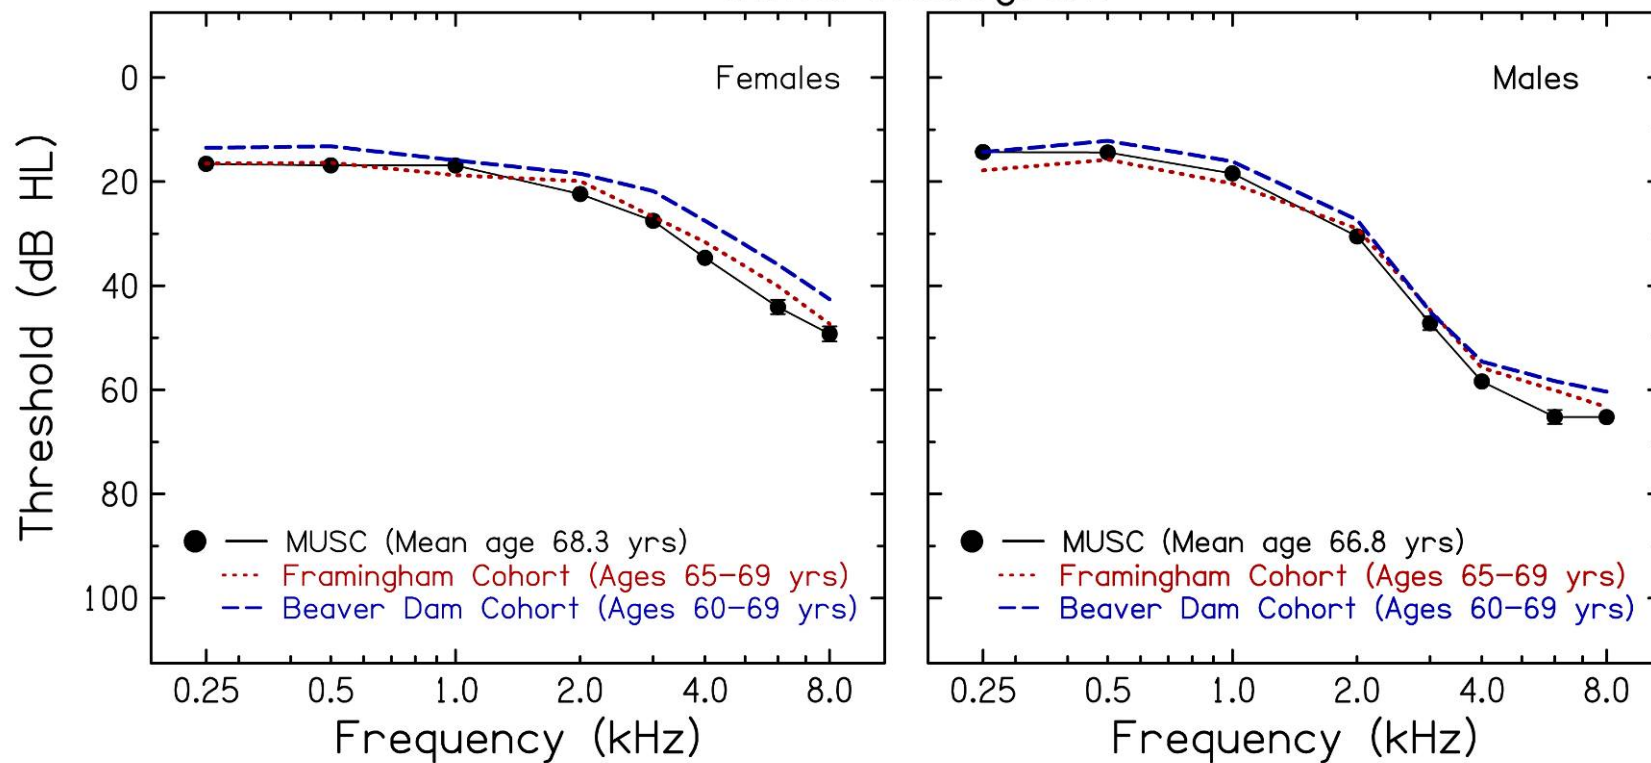 Females
Males
Threshold (dB HL)
0
20
40
60
80
100
MUSC (Mean age 68.3 yrs)
Framingham Cohort (Ages 65-69 yrs)
Beaver Dam Cohort (Ages 60-69 yrs)
MUSC (Mean age 66.8 yrs)
Framingham Cohort (Ages 65-69 yrs)
Beaver Dam Cohort (Ages 60-69 yrs)
0.25 0.5 1.0 2.0 4.0 8.0
0.25 0.5 1.0 2.0 4.0 8.0
Frequency (kHz)
Frequency (kHz)